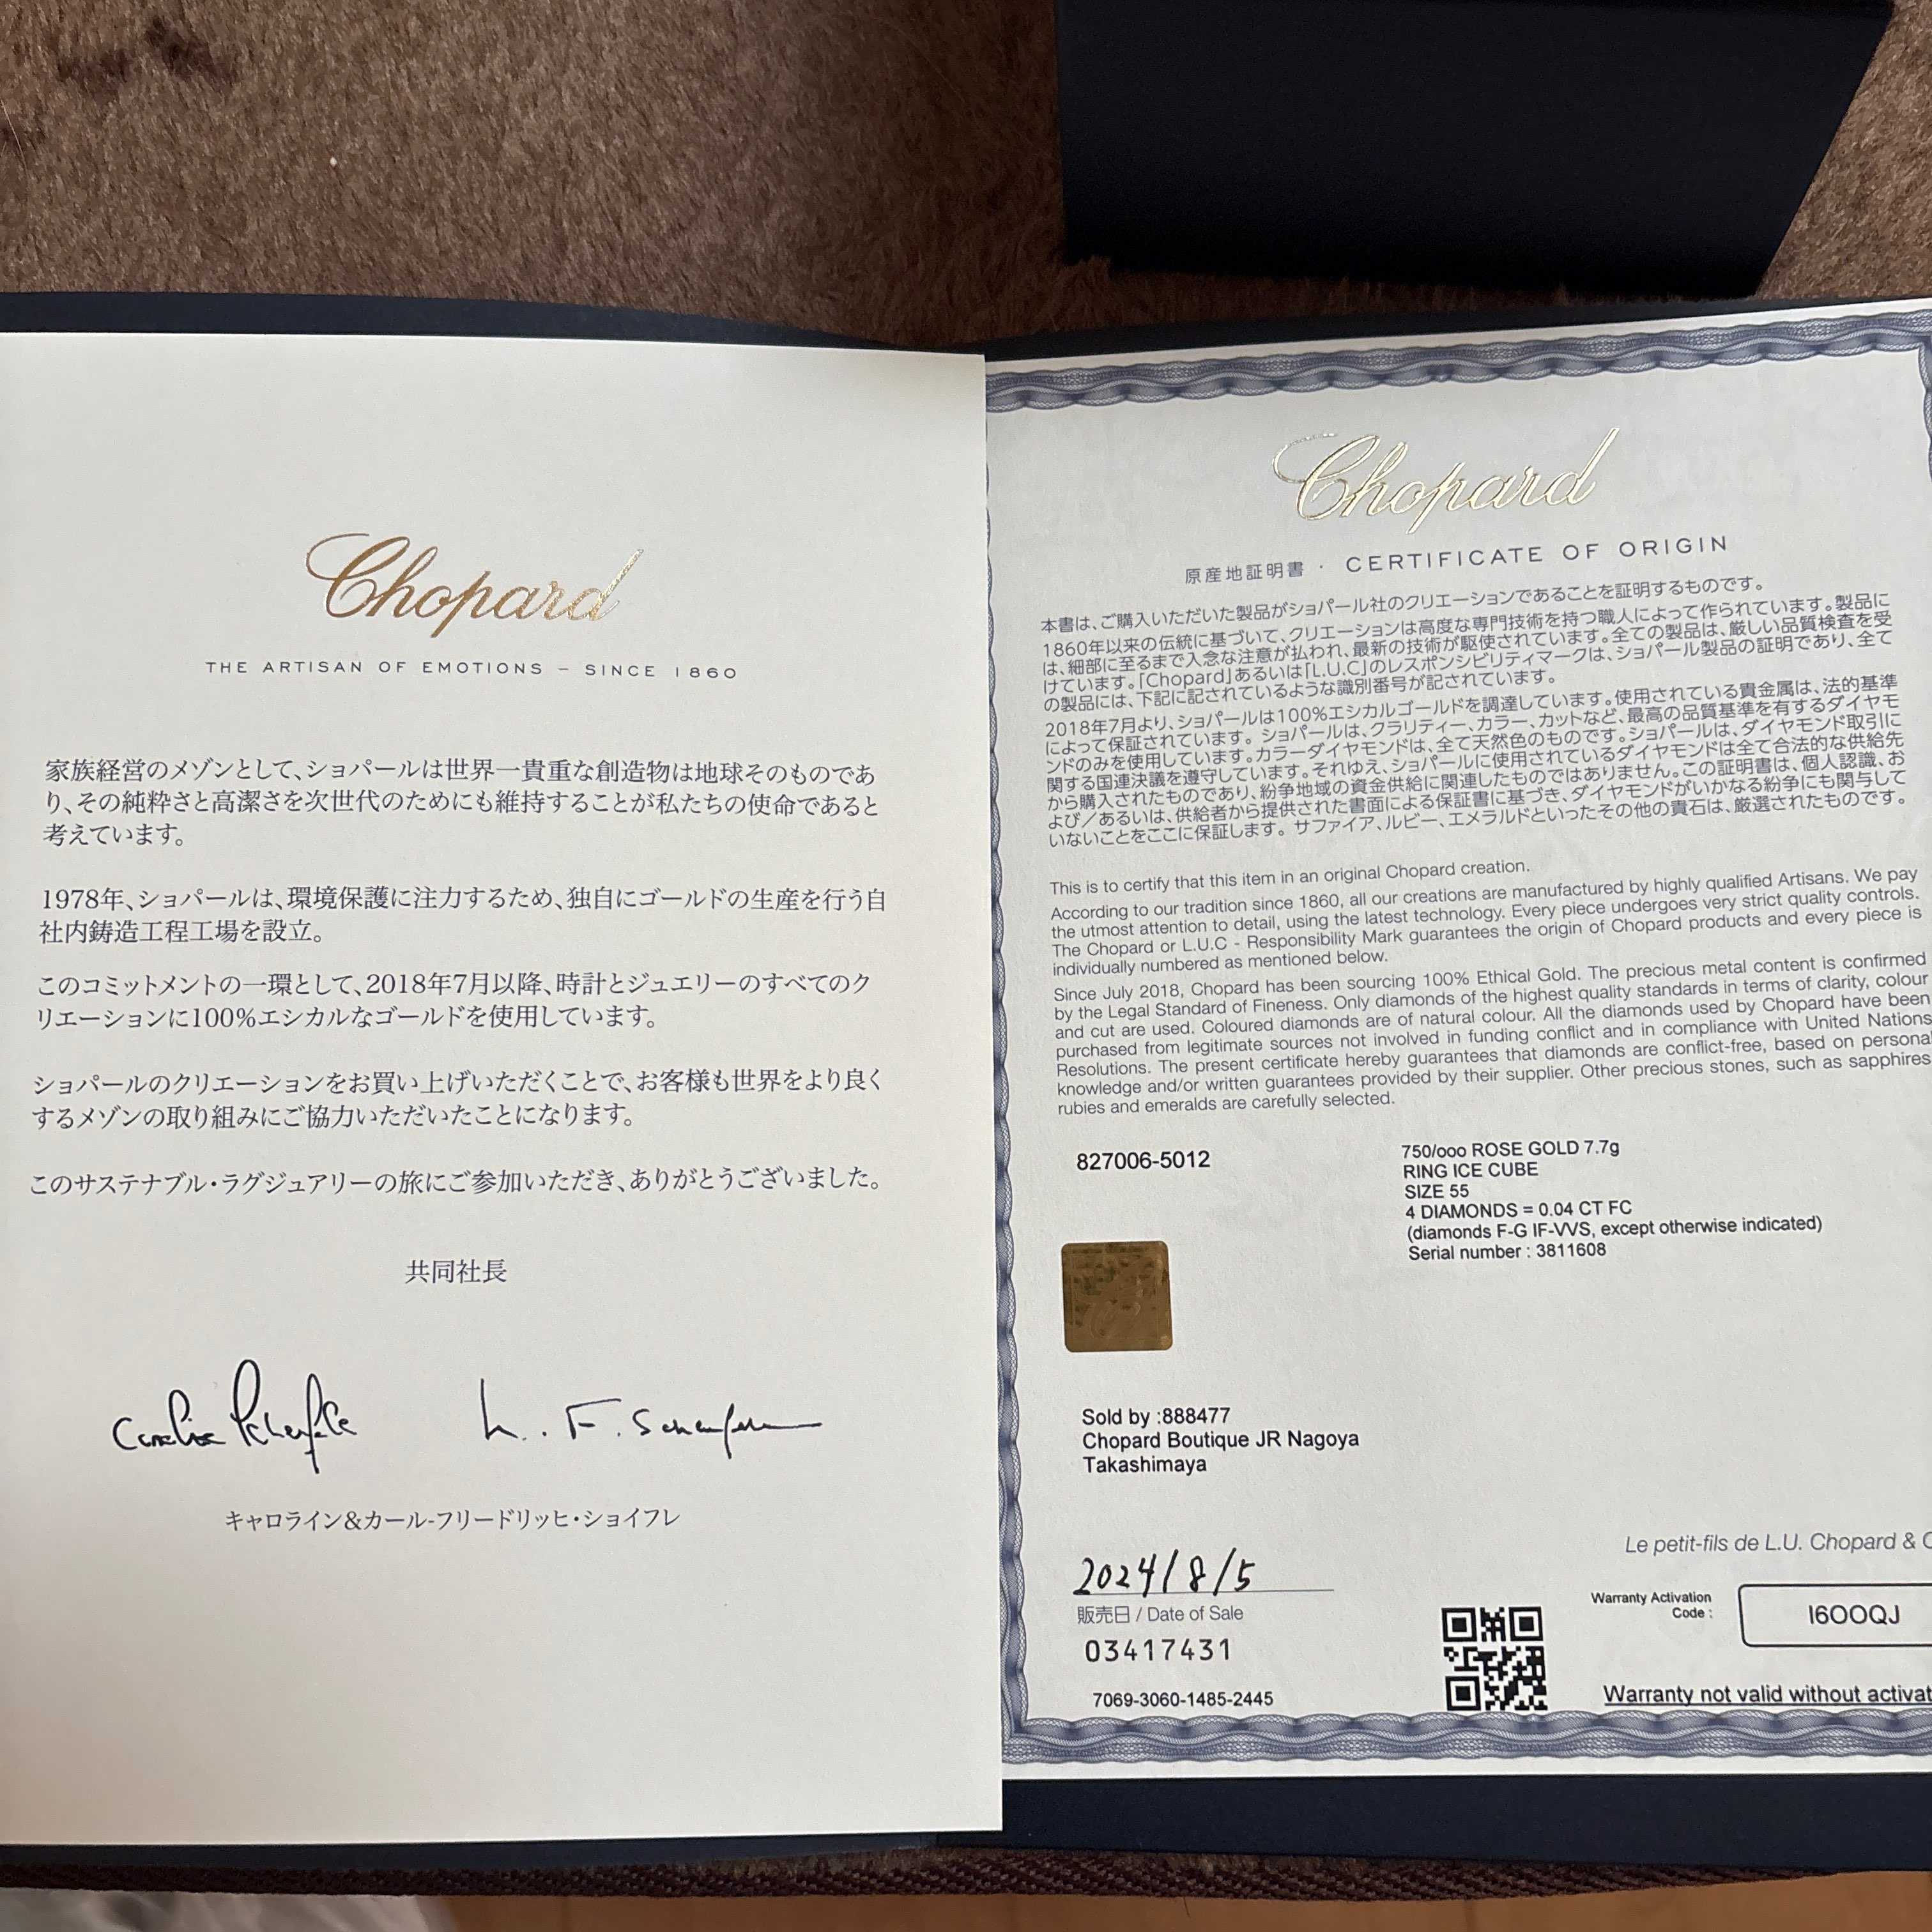 Chopard
THE ARTISAN OF EMOTIONS – SINCE 1860
家族経営のメゾンとして、ショパールは世界一貴重な創造物は地球そのものであ
り、その純粋さと高潔さを次世代のためにも維持することが私たちの使命であると
考えています。
1978年、ショパールは、環境保護に注力するため、独自にゴールドの生産を行う自
社内鋳造工程工場を設立。
このコミットメントの一環として、2018年7月以降、時計とジュエリーのすべてのク
リエーションに100%エシカルなゴールドを使用しています。
ショパールのクリエーションをお買い上げいただくことで、お客様も世界をより良く
するメゾンの取り組みにご協力いただいたことになります。
このサステナブル・ラグジュアリーの旅にご参加いただき、ありがとうございました。
共同社長
キャロライン&カール-フリードリッヒ・ショイフレ
Chopard
原産地証明書 · CERTIFICATE OF ORIGIN
本書は、ご購入いただいた製品がショパール社のクリエーションであることを証明するものです。
1860年以来の伝統に基づいて、クリエーションは高度な専門技術を持つ職人によって作られています。製品に
は、細部に至るまで入念な注意が払われ、最新の技術が駆使されています。全ての製品は、厳しい品質検査を受
けています。「Chopard」あるいは「L.U.C」のレスポンシビリティマークは、ショパール製品の証明であり、全て
の製品には、下記に記されているような識別番号が記されています。
2018年7月より、ショパールは100%エシカルゴールドを調達しています。使用されている貴金属は、法的基準
によって保証されています。ショパールは、クラリティー、カラー、カットなど、最高の品質基準を有するダイヤモ
ンドのみを使用しています。カラーダイヤモンドは、全て天然色のものです。ショパールは、ダイヤモンド取引に
関する国連決議を遵守しています。それゆえ、ショパールに使用されているダイヤモンドは全て合法的な供給先
から購入されたものであり、紛争地域の資金供給に関連したものではありません。この証明書は、個人認識、お
よび／あるいは、供給者から提供された書面による保証書に基づき、ダイヤモンドがいかなる紛争にも関与して
いないことをここに保証します。サファイア、ルビー、エメラルドといったその他の貴石は、厳選されたものです。
This is to certify that this item in an original Chopard creation.
According to our tradition since 1860, all our creations are manufactured by highly qualified Artisans. We pay
the utmost attention to detail, using the latest technology. Every piece undergoes very strict quality controls.
The Chopard or L.U.C - Responsibility Mark guarantees the origin of Chopard products and every piece is
individually numbered as mentioned below.
Since July 2018, Chopard has been sourcing 100% Ethical Gold. The precious metal content is confirmed
by the Legal Standard of Fineness. Only diamonds of the highest quality standards in terms of clarity, colour
and cut are used. Coloured diamonds are of natural colour. All the diamonds used by Chopard have been
purchased from legitimate sources not involved in funding conflict and in compliance with United Nations
Resolutions. The present certificate hereby guarantees that diamonds are conflict-free, based on personal
knowledge and/or written guarantees provided by their supplier. Other precious stones, such as sapphires
rubies and emeralds are carefully selected.
827006-5012
750/ooo ROSE GOLD 7.7g
RING ICE CUBE
SIZE 55
4 DIAMONDS = 0.04 CT FC
(diamonds F-G IF-VVS, except otherwise indicated)
Serial number : 3811608
Sold by :888477
Chopard Boutique JR Nagoya
Takashimaya
Le petit-fils de L.U. Chopard &
2024/8/5
販売日 / Date of Sale
03417431
7069-3060-1485-2445
Warranty Activation
Code :
I6OOQJ
Warranty not valid without activat